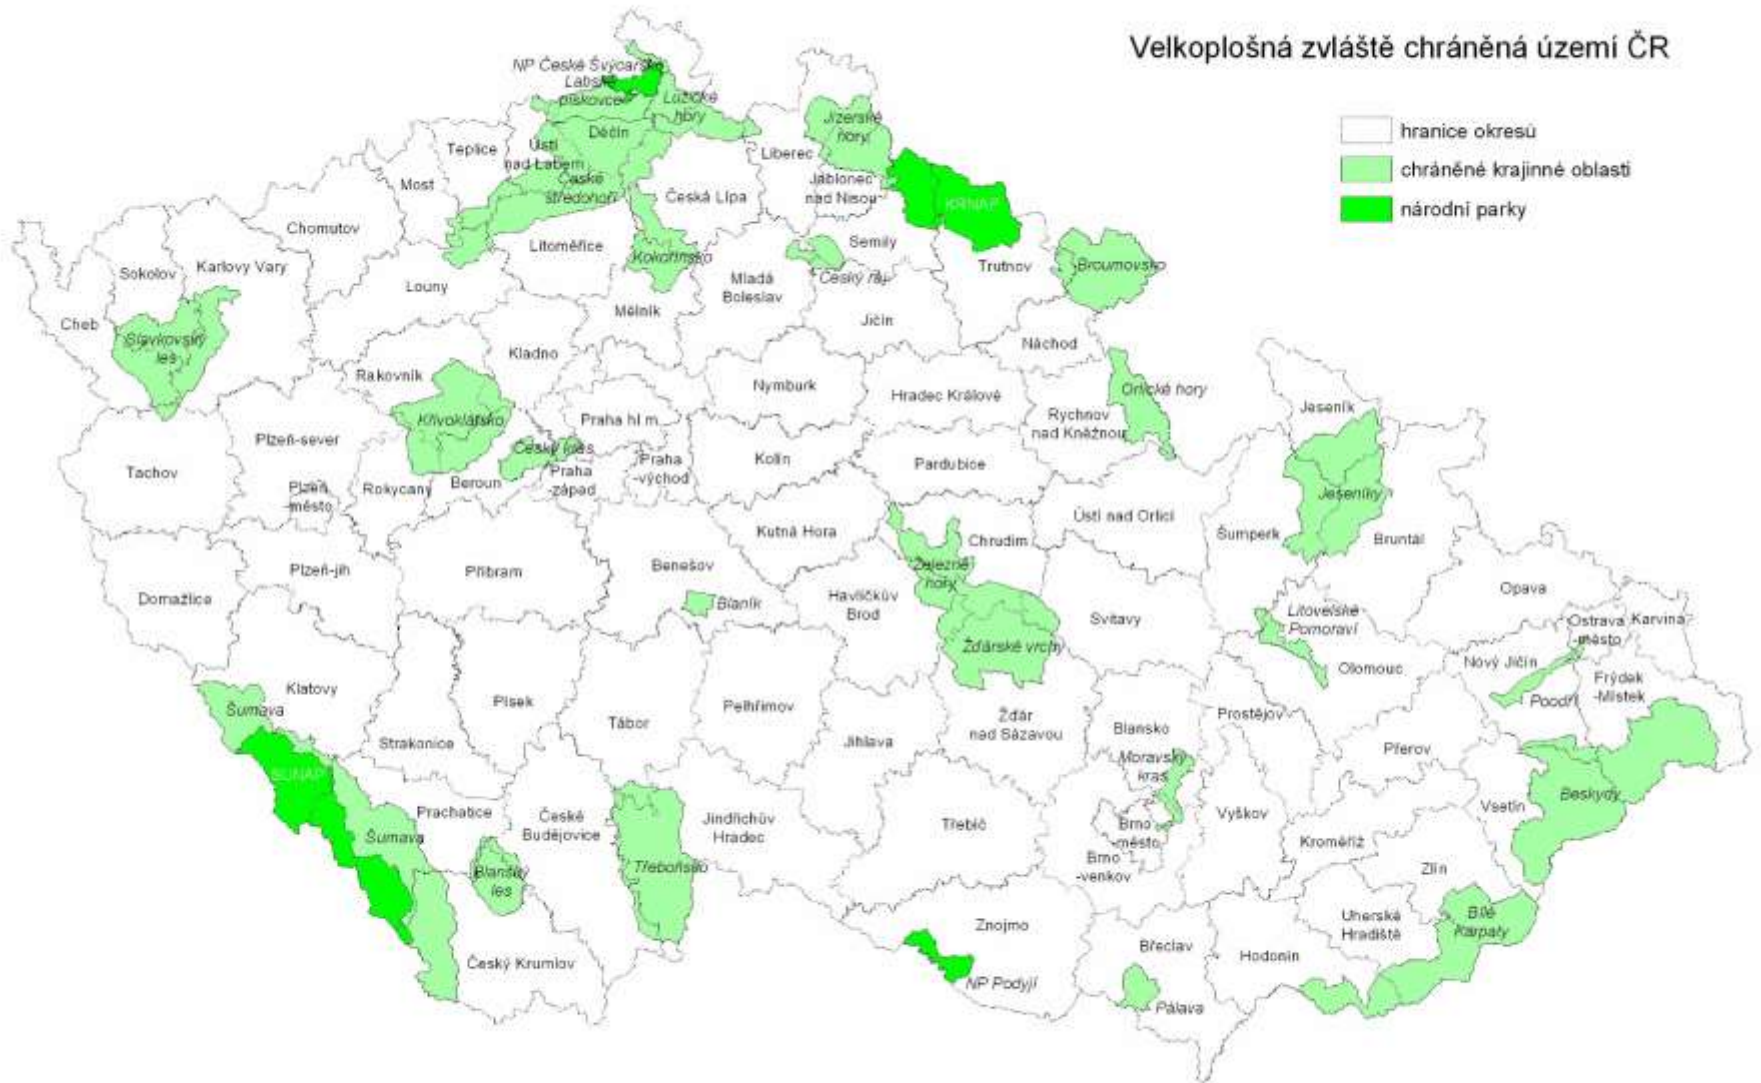 Velkoplošná zvláště chráněná území ČR
hranice okresů
chráněné krajinné oblasti
národní parky
NP České Švýcarsko
Labské
pískovce
Lužické
hory
Děčín
Ústí
nad Labem
Teplice
Most
České
středohoří
Česká Lípa
Liberec
Jizerské
hory
Jablonec
nad Nisou
KRNAP
Chomutov
Litoměřice
Kokořínsko
Semily
Český ráj
Trutnov
Broumovsko
Sokolov
Karlovy Vary
Louny
Mladá
Boleslav
Cheb
Slavkovský
les
Mělník
Jičín
Náchod
Kladno
Rakovník
Nymburk
Hradec Králové
Orlické hory
Rychnov
nad Kněžnou
Jeseník
Křivoklátsko
Praha hl m.
Plzeň-sever
Český kras
Tachov
Plzeň
-město
Rokycany
Beroun
Praha
-západ
Praha
-východ
Kolín
Pardubice
Jeseníky
Ústí nad Orlicí
Šumperk
Bruntál
Kutná Hora
Chrudim
Železné
hory
Plzeň-jih
Příbram
Benešov
Domažlice
Blaník
Havlíčkův
Brod
Opava
Svitavy
Litovelské
Pomoraví
Ostrava
-město
Karviná
Žďárské vrchy
Olomouc
Nový Jičín
Frýdek
-Místek
Poodří
Klatovy
Šumava
Písek
Tábor
Pelhřimov
Jihlava
Žďár
nad Sázavou
Blansko
Prostějov
Strakonice
Přerov
Moravský
kras
ŠUNAP
Prachatice
Šumava
České
Budějovice
Jindřichův
Hradec
Třebíč
Brno
-město
Brno
-venkov
Vyškov
Kroměříž
Vsetín
Beskydy
Blanský
les
Třeboňsko
Zlín
Znojmo
Uherské
Hradiště
Bílé
Karpaty
Břeclav
Hodonín
Český Krumlov
NP Podyjí
Pálava